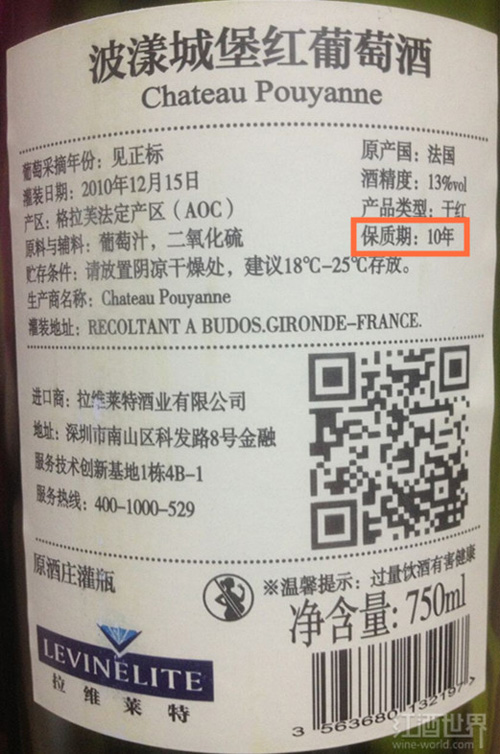 波漾城堡红葡萄酒
Chateau Pouyanne
葡萄采摘年份：见正标
原产国：法国
灌装日期：2010年12月15日
酒精度：13%vol
产区：格拉芙法定产区（AOC）
产品类型：干红
原料与辅料：葡萄汁，二氧化硫
保质期：10年
贮存条件：请放置阴凉干燥处，建议18℃-25℃存放。
生产商名称：Chateau Pouyanne
灌装地址：RECOLTANT A BUDOS.GIRONDE-FRANCE.
进口商：拉维莱特酒业有限公司
地址：深圳市南山区科发路8号金融
服务技术创新基地1栋4B-1
服务热线：400-1000-529
原酒庄灌瓶
※温馨提示：过量饮酒有害健康
净含量：750ml
LEVINELITE
拉维莱特
3 563680 132197
红酒世界
www.wine-world.com